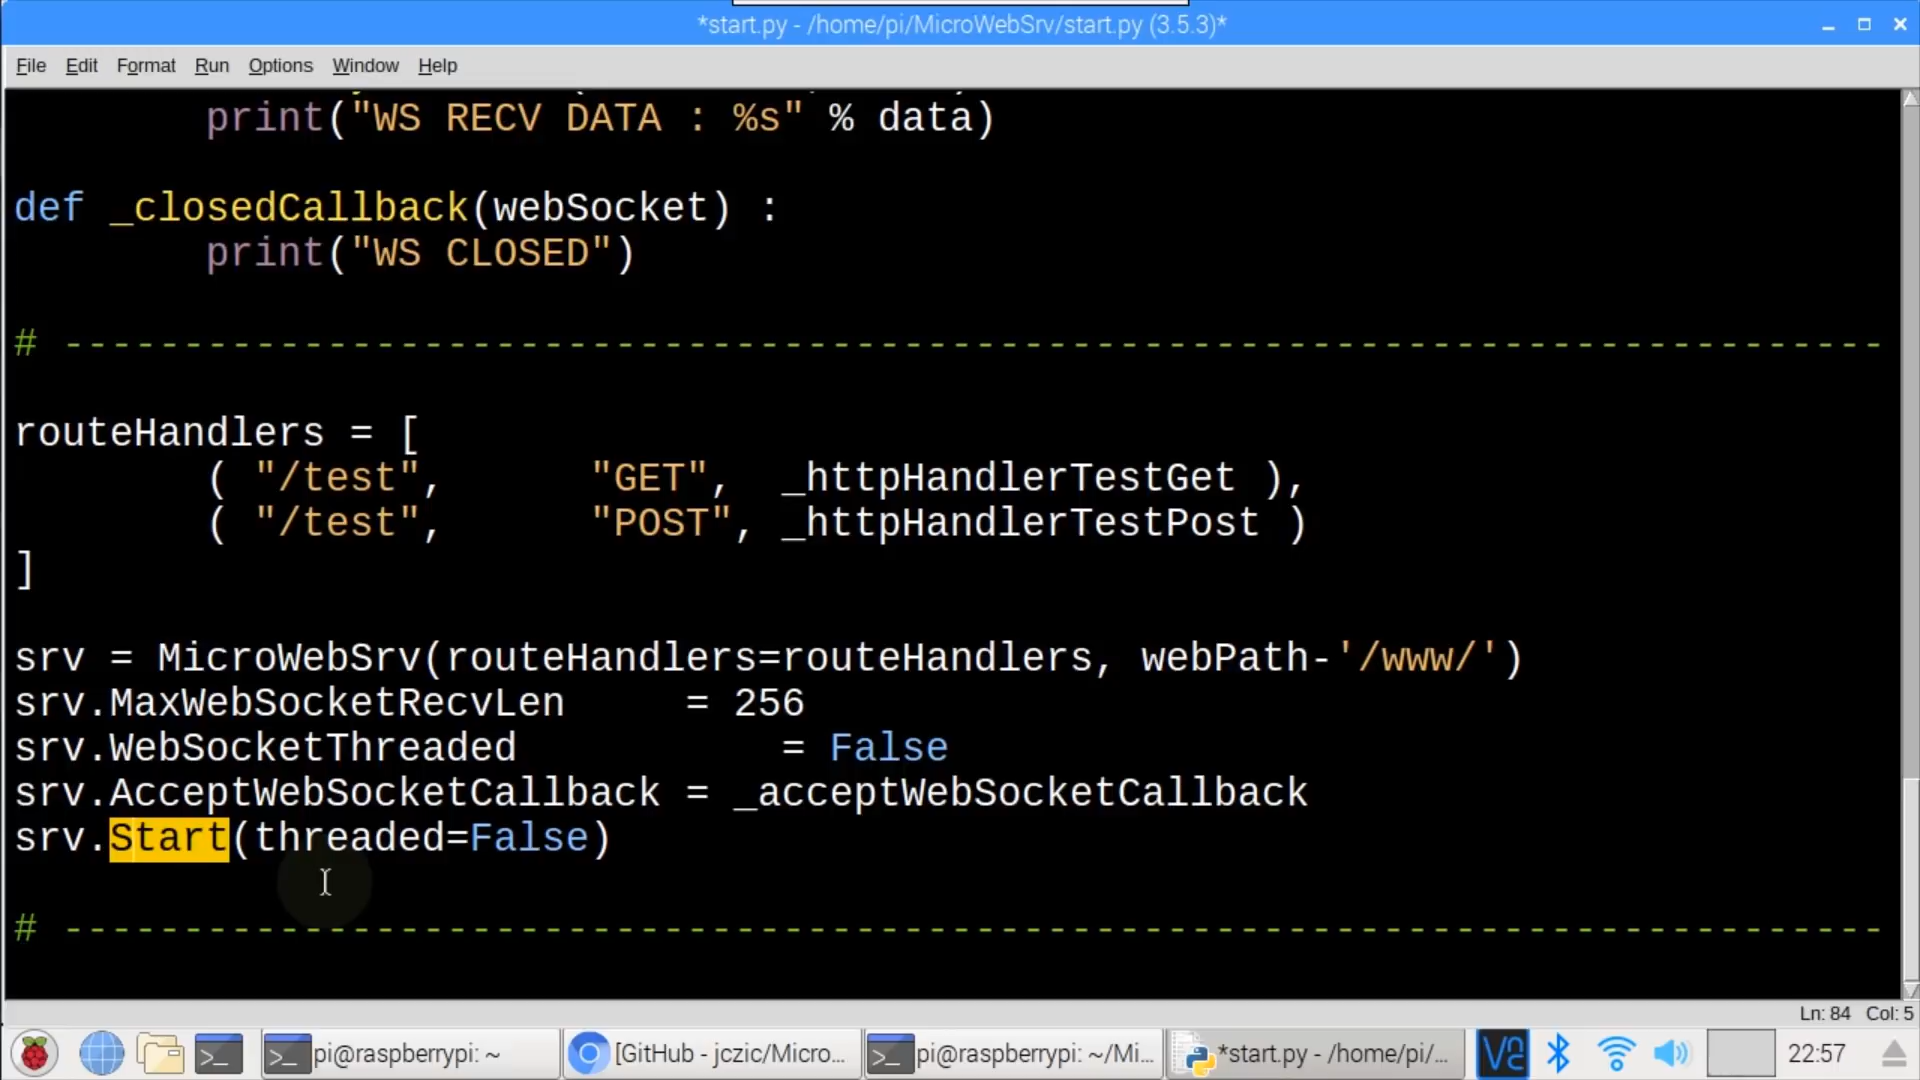 *start.py - /home/pi/MicroWebSrv/start.py (3.5.3)*
File Edit Format Run Options Window Help
print("WS RECV DATA : %s" % data)
def _closedCallback(webSocket) :
print("WS CLOSED")
# ----------------------------------------------------------------------------
routeHandlers = [
( "/test", "GET", _httpHandlerTestGet ),
( "/test", "POST", _httpHandlerTestPost )
]
srv = MicroWebSrv(routeHandlers=routeHandlers, webPath-'/www/')
srv.MaxWebSocketRecvLen = 256
srv.WebSocketThreaded = False
srv.AcceptWebSocketCallback = _acceptWebSocketCallback
srv.Start(threaded=False)
# ----------------------------------------------------------------------------
Ln: 84 Col: 5
pi@raspberrypi: ~ [GitHub - jczic/Micro... pi@raspberrypi: ~/Mi... *start.py - /home/pi/... 22:57